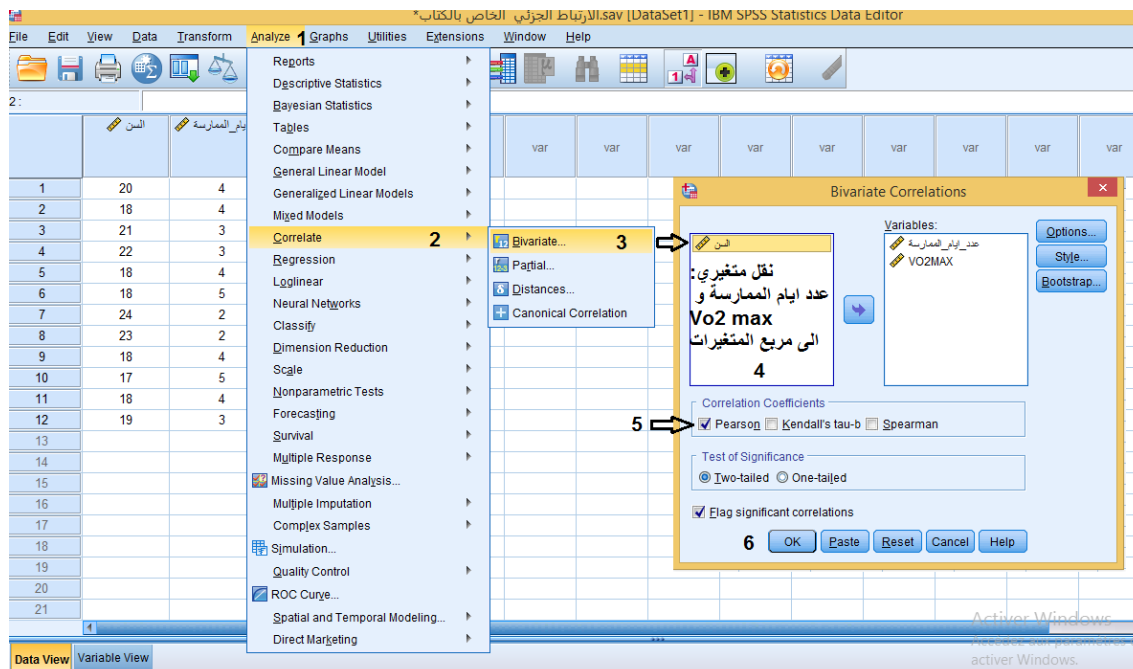 *الارتباط الجزئي الخاص بالكتاب.sav [DataSet1] - IBM SPSS Statistics Data Editor
File Edit View Data Transform Analyze 1 Graphs Utilities Extensions Window Help
2 :
السن
يام_الممارسة
var var var var var var var var var
1 20 4
2 18 4
3 21 3
4 22 3
5 18 4
6 18 5
7 24 2
8 23 2
9 18 4
10 17 5
11 18 4
12 19 3
13
14
15
16
17
18
19
20
21
Reports
Descriptive Statistics
Bayesian Statistics
Tables
Compare Means
General Linear Model
Generalized Linear Models
Mixed Models
Correlate 2
Regression
Loglinear
Neural Networks
Classify
Dimension Reduction
Scale
Nonparametric Tests
Forecasting
Survival
Multiple Response
Missing Value Analysis...
Multiple Imputation
Complex Samples
Simulation...
Quality Control
ROC Curve...
Spatial and Temporal Modeling...
Direct Marketing
Bivariate... 3
Partial...
Distances...
Canonical Correlation
Bivariate Correlations
السن
نقل متغيري:
عدد ايام الممارسة و
Vo2 max
الى مربع المتغيرات
4
Variables:
عدد_ايام_الممارسة
VO2MAX
Options...
Style...
Bootstrap...
Correlation Coefficients
5 Pearson Kendall's tau-b Spearman
Test of Significance
Two-tailed One-tailed
Flag significant correlations
6 OK Paste Reset Cancel Help
Activer Windows
Accédez aux paramètres
activer Windows.
Data View Variable View